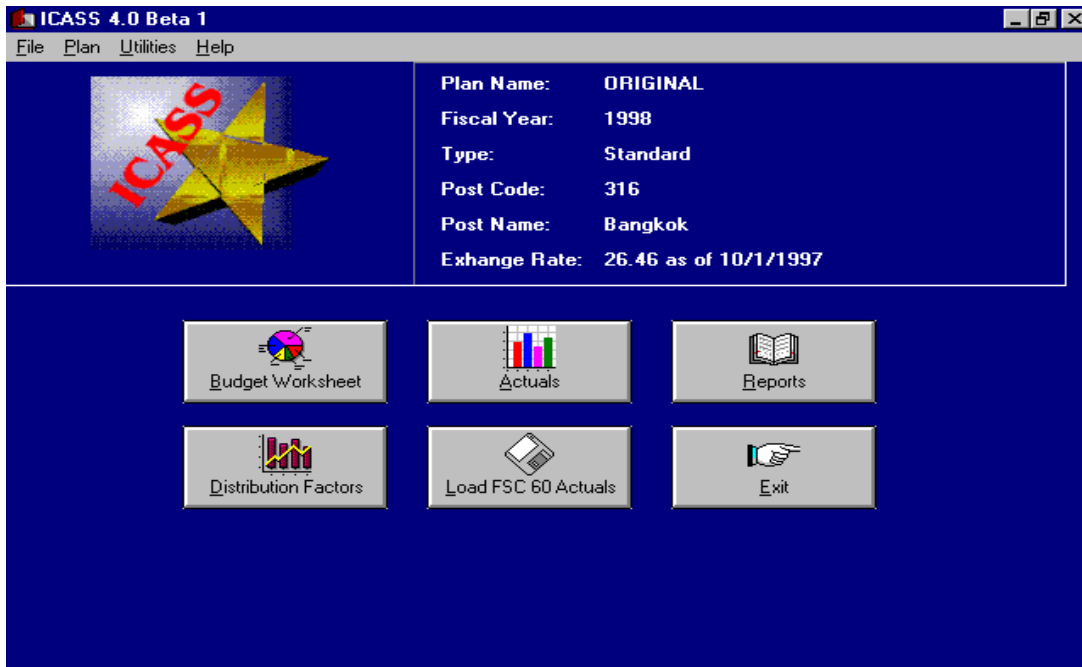 ICASS 4.0 Beta 1
File Plan Utilities Help
ICASS
Plan Name: ORIGINAL
Fiscal Year: 1998
Type: Standard
Post Code: 316
Post Name: Bangkok
Exhange Rate: 26.46 as of 10/1/1997
Budget Worksheet
Actuals
Reports
Distribution Factors
Load FSC 60 Actuals
Exit